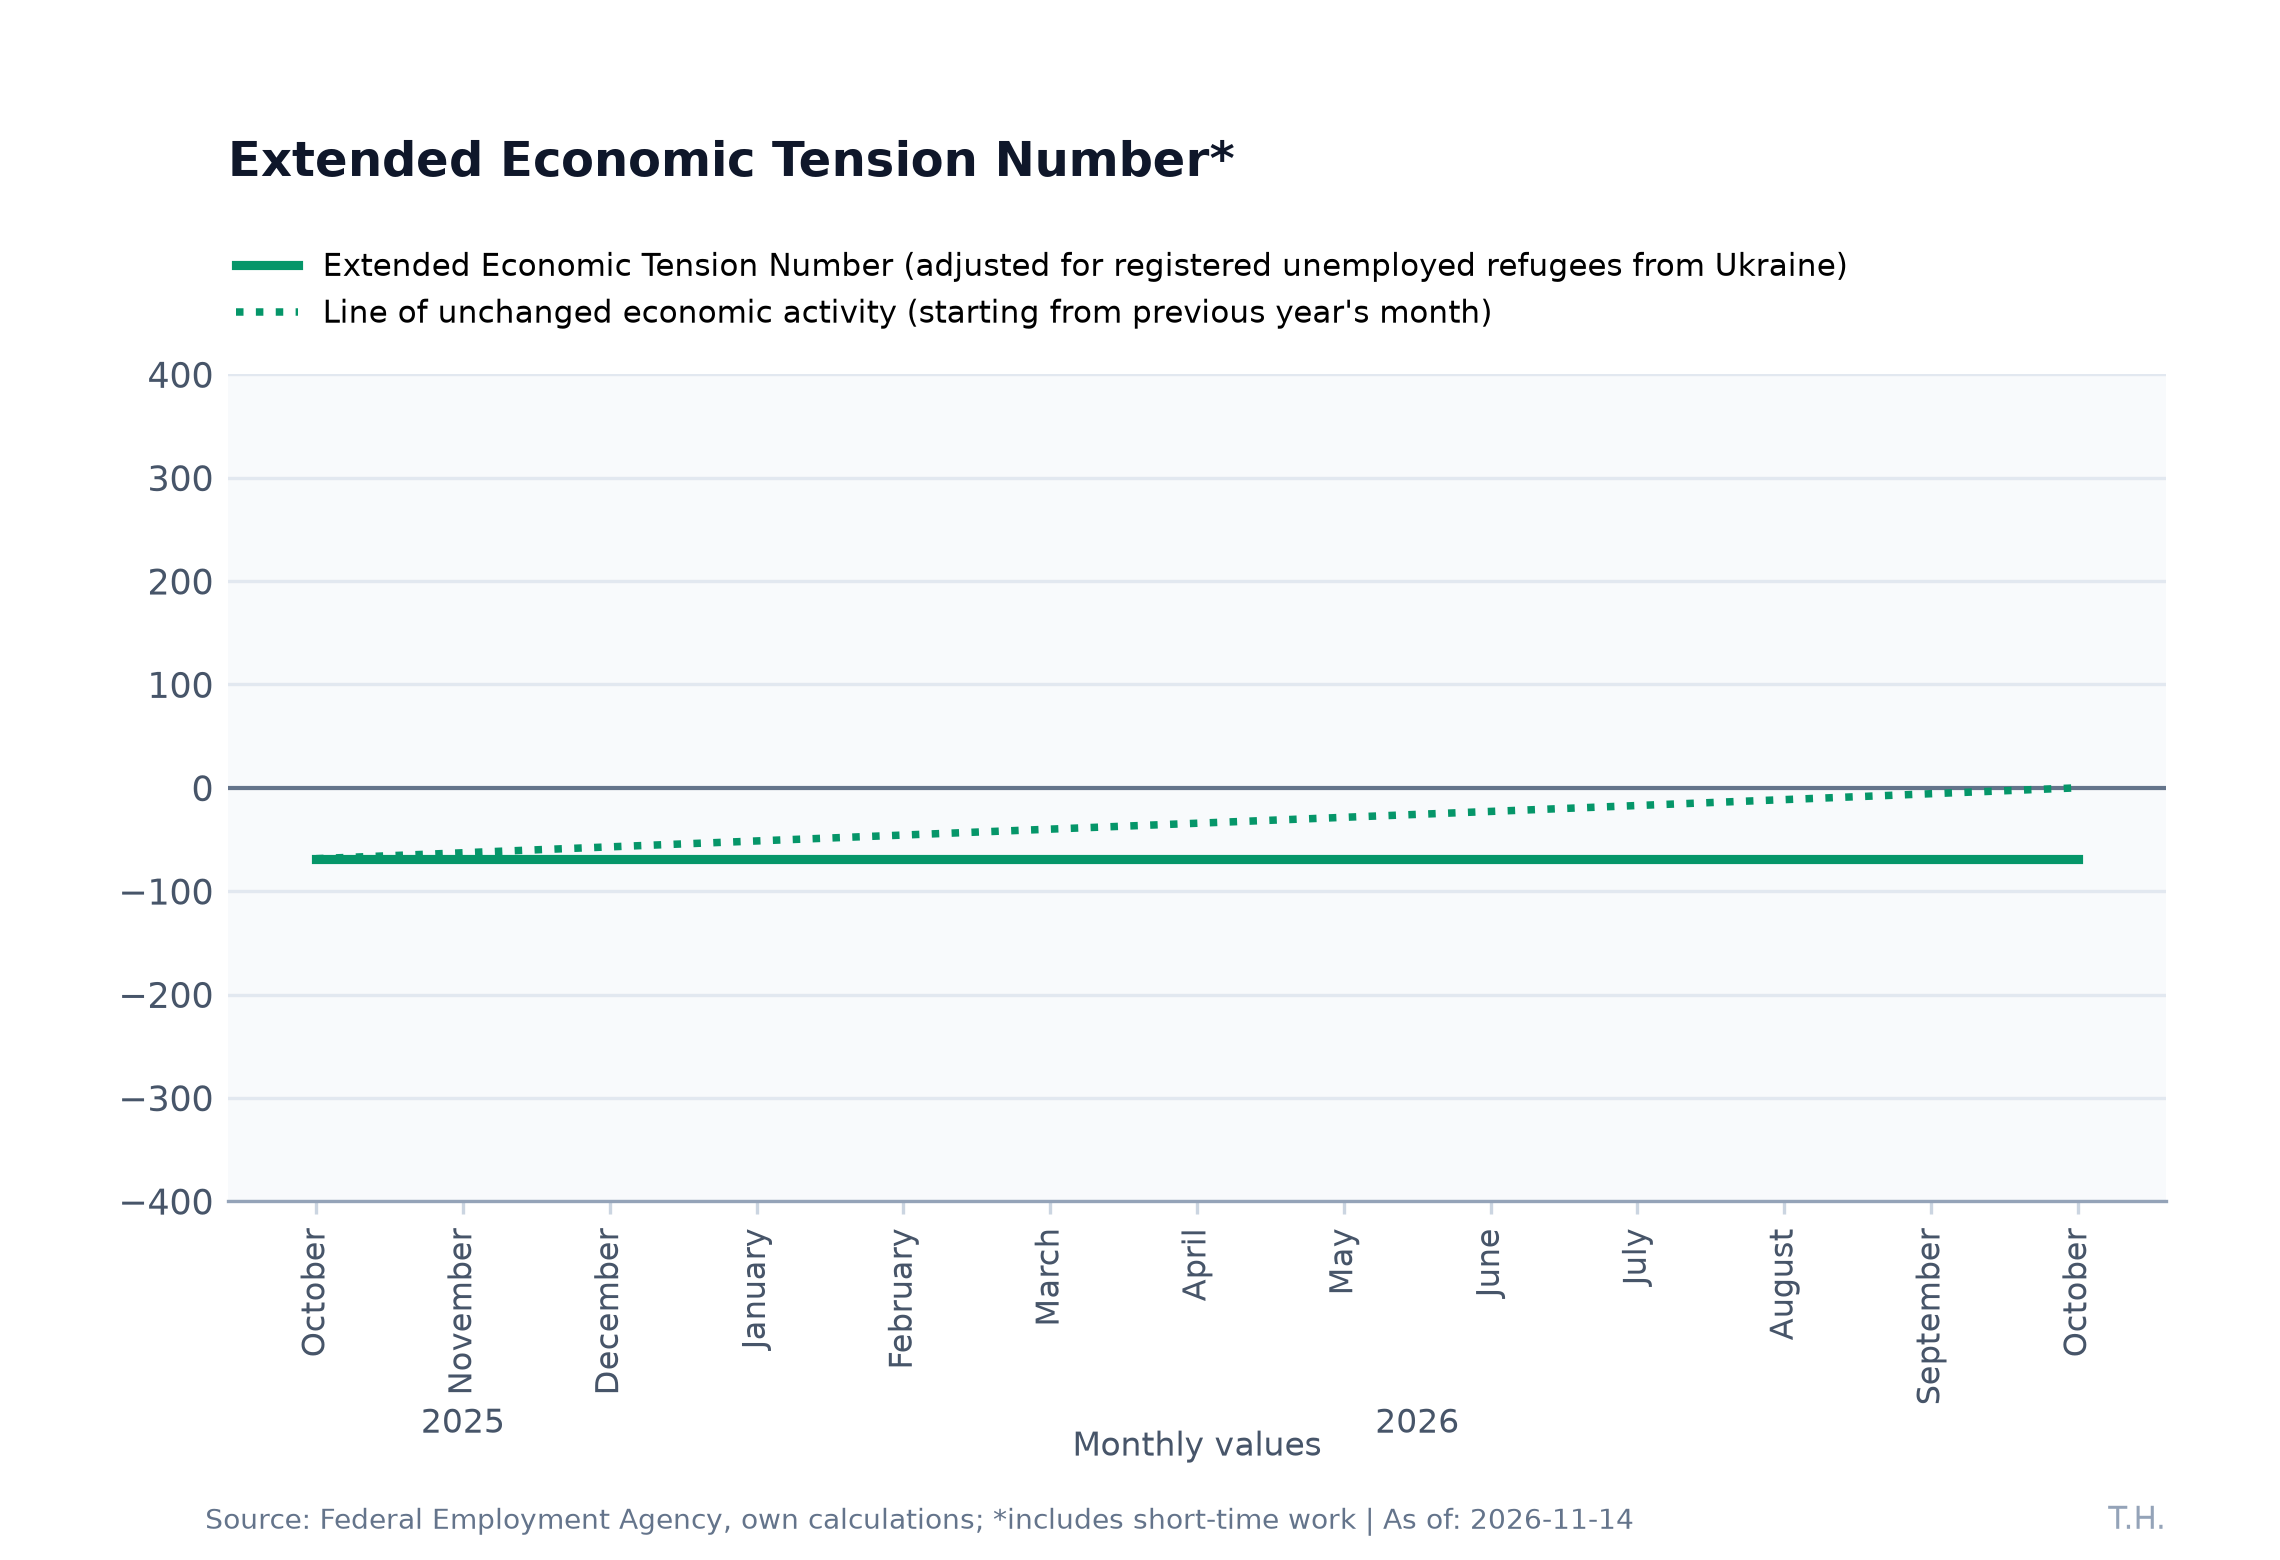 Extended Economic Tension Number*
Extended Economic Tension Number (adjusted for registered unemployed refugees from Ukraine)
Line of unchanged economic activity (starting from previous year's month)
400
300
200
100
0
−100
−200
−300
−400
October
November
December
January
February
March
April
May
June
July
August
September
October
2025
2026
Monthly values
Source: Federal Employment Agency, own calculations; *includes short-time work | As of: 2026-11-14
T.H.